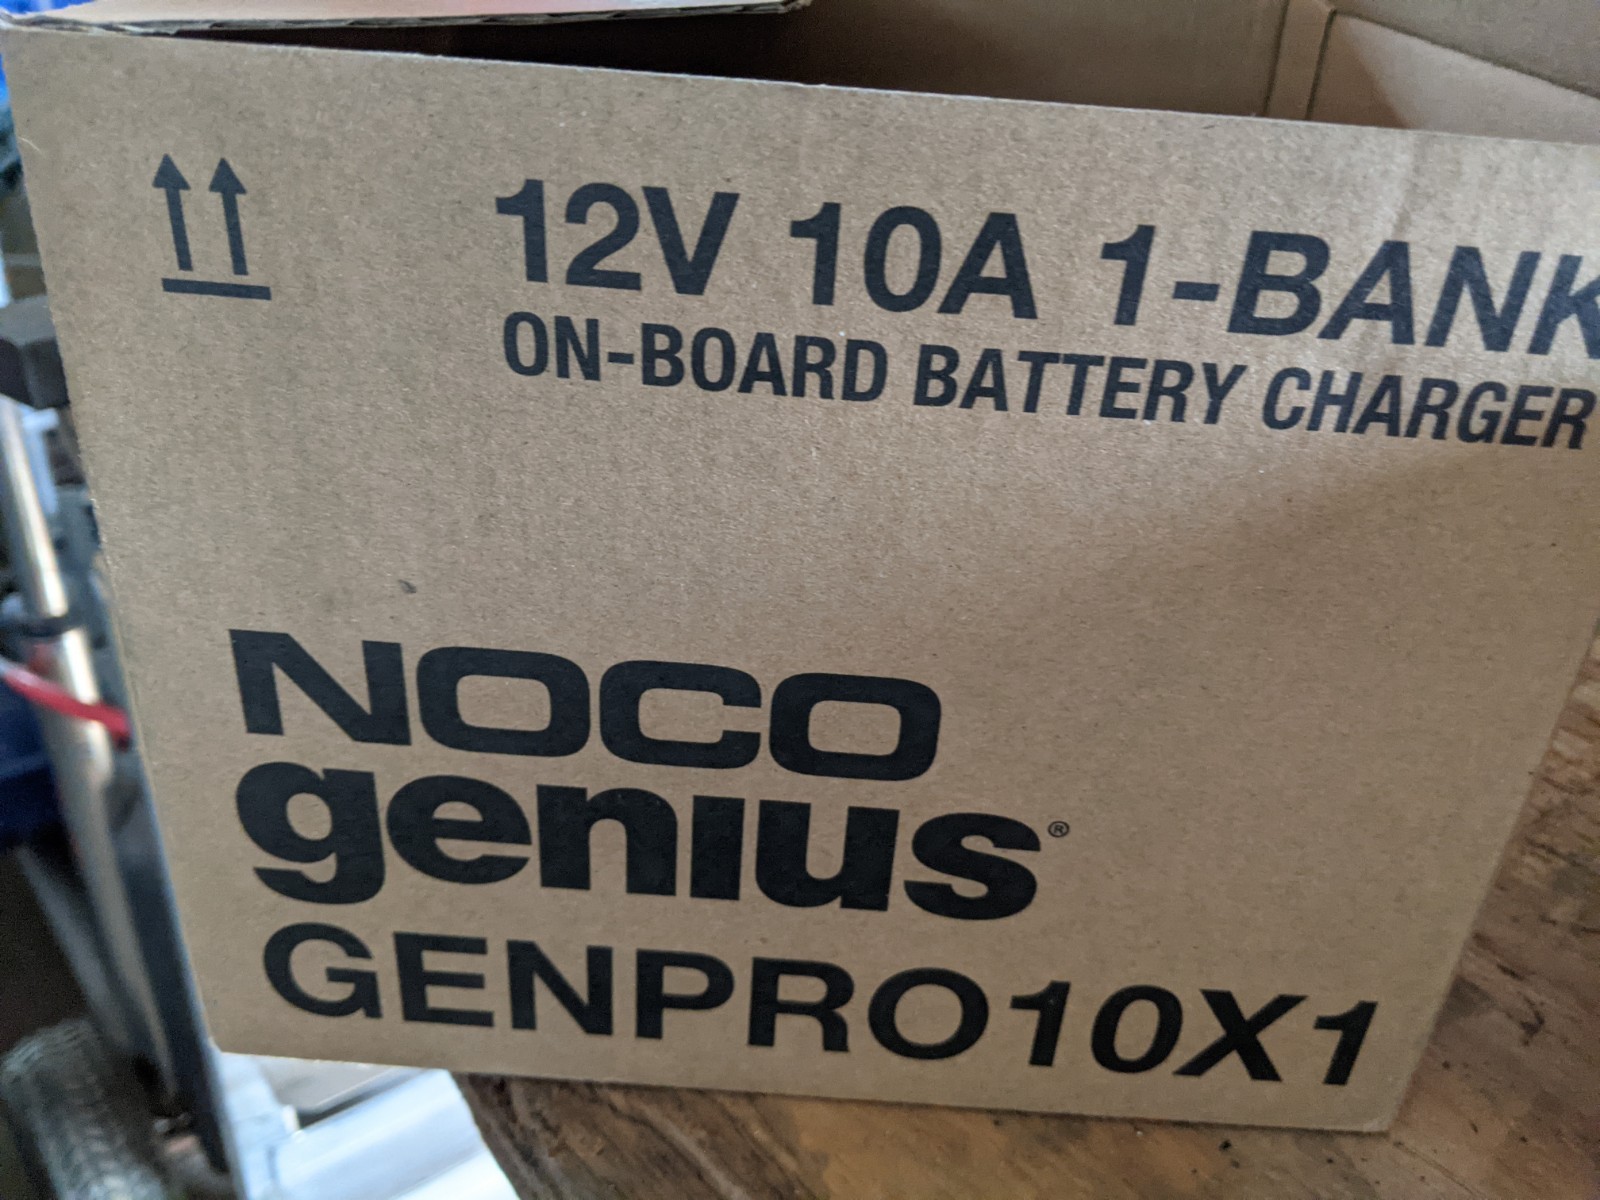 12V 10A 1-BANK
ON-BOARD BATTERY CHARGER
NOCO
genius®
GENPRO10X1